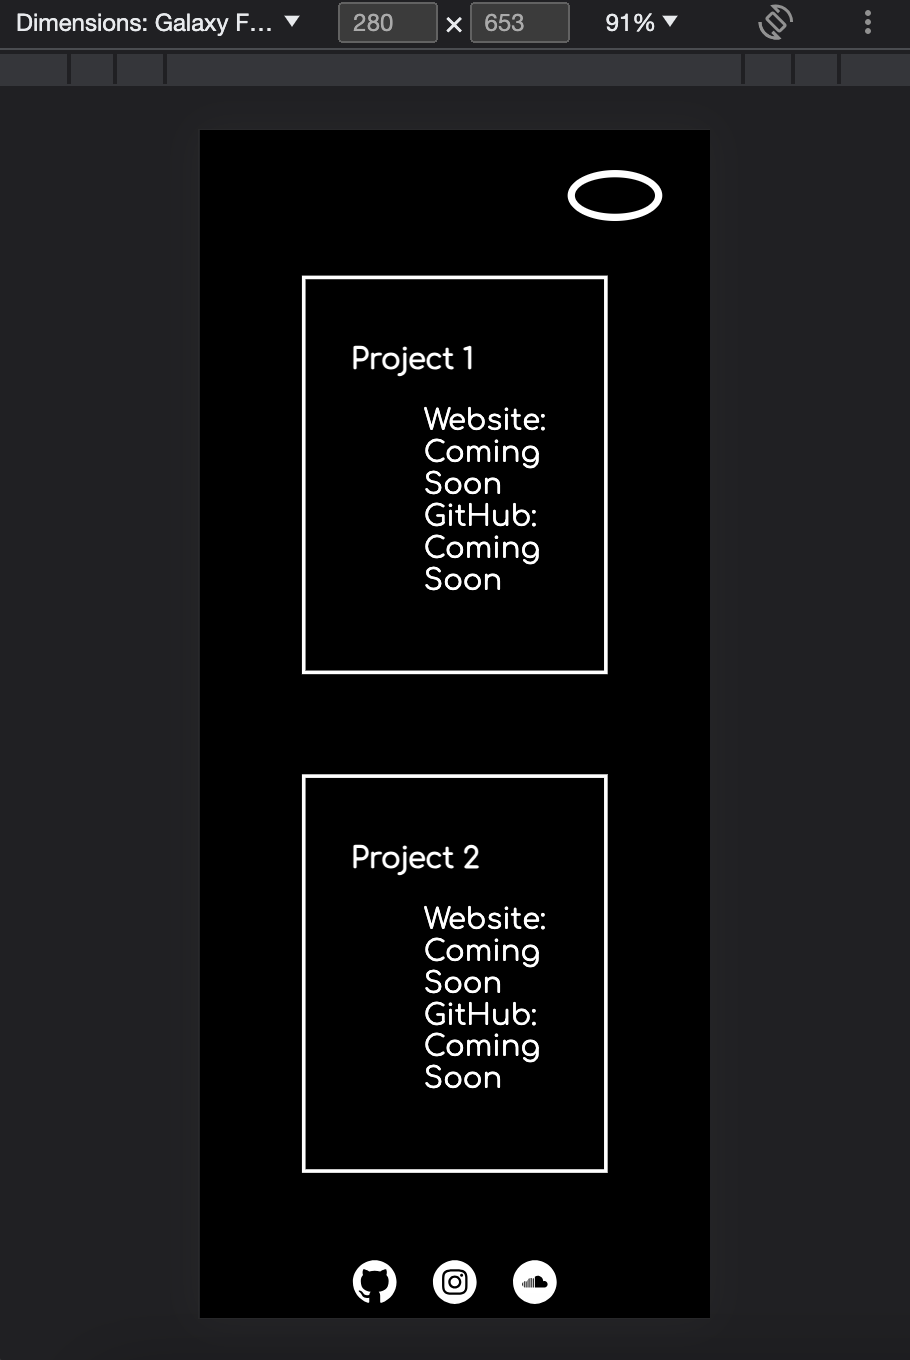 Dimensions: Galaxy F... ▼ 280 × 653 91% ▼
Project 1
Website:
Coming
Soon
GitHub:
Coming
Soon
Project 2
Website:
Coming
Soon
GitHub:
Coming
Soon